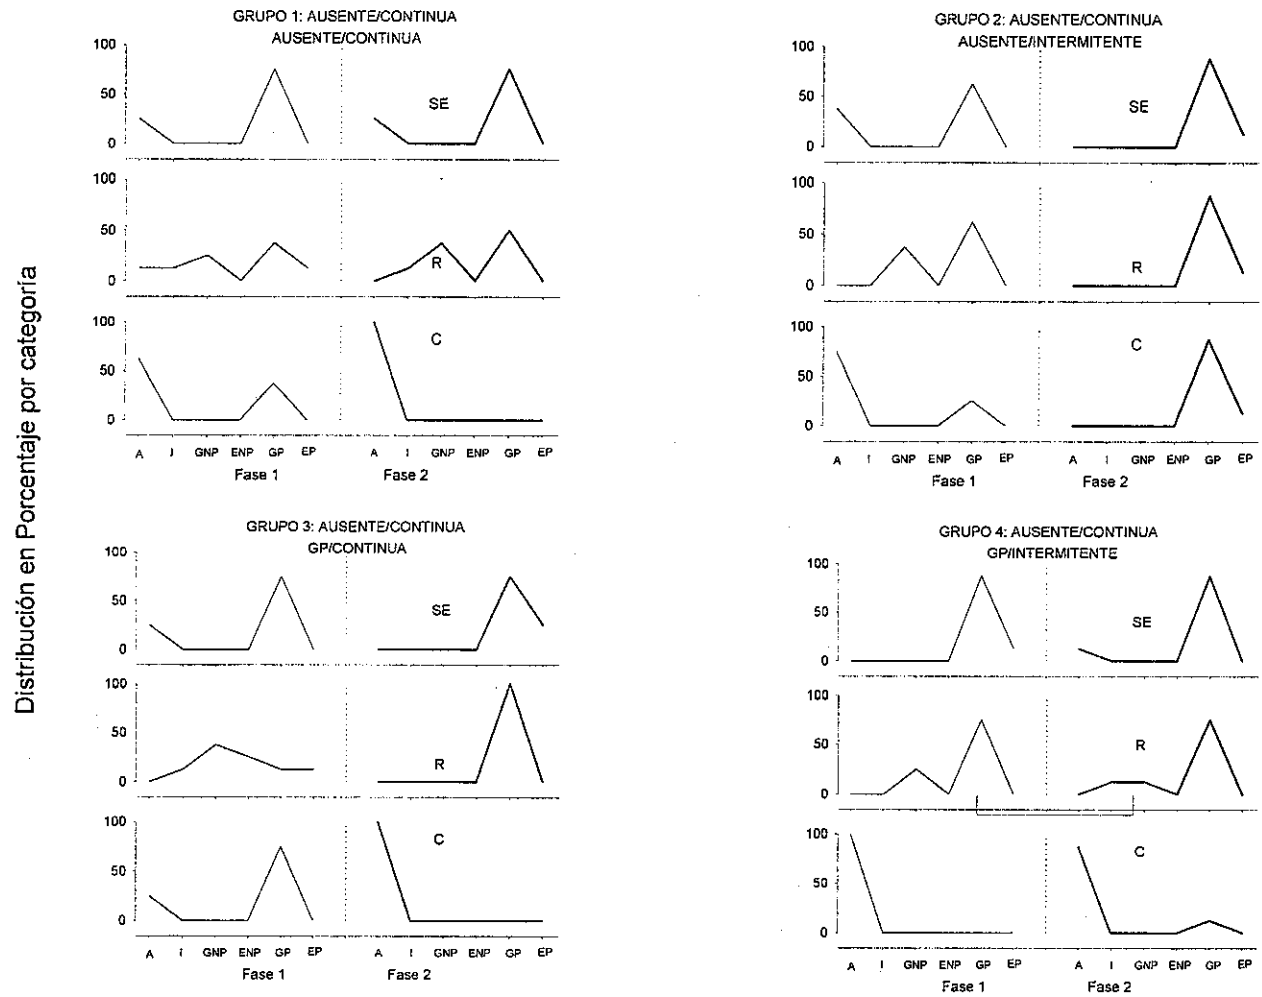 Distribución en Porcentaje por categoría
GRUPO 1: AUSENTE/CONTINUA
AUSENTE/CONTINUA
100
50
0
SE
100
50
0
R
100
50
0
C
A I GNP ENP GP EP A I GNP ENP GP EP
Fase 1 Fase 2
GRUPO 2: AUSENTE/CONTINUA
AUSENTE/INTERMITENTE
100
50
0
SE
100
50
0
R
100
50
0
C
A I GNP ENP GP EP A I GNP ENP GP EP
Fase 1 Fase 2
GRUPO 3: AUSENTE/CONTINUA
GP/CONTINUA
100
50
0
SE
100
50
0
R
100
50
0
C
A I GNP ENP GP EP A I GNP ENP GP EP
Fase 1 Fase 2
GRUPO 4: AUSENTE/CONTINUA
GP/INTERMITENTE
100
50
0
SE
100
50
0
R
100
50
0
C
A I GNP ENP GP EP A I GNP ENP GP EP
Fase 1 Fase 2